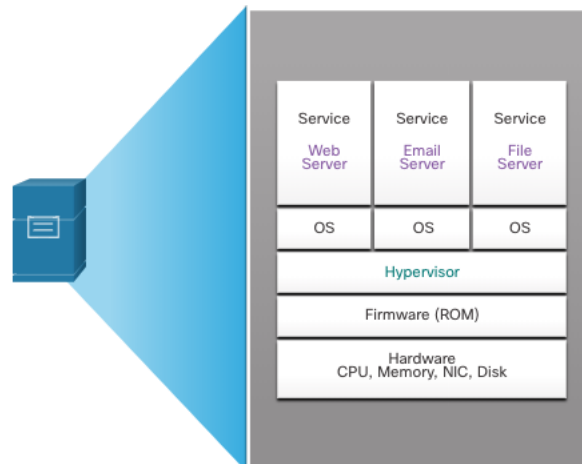 Service
Web
Server
Service
Email
Server
Service
File
Server
OS
OS
OS
Hypervisor
Firmware (ROM)
Hardware
CPU, Memory, NIC, Disk